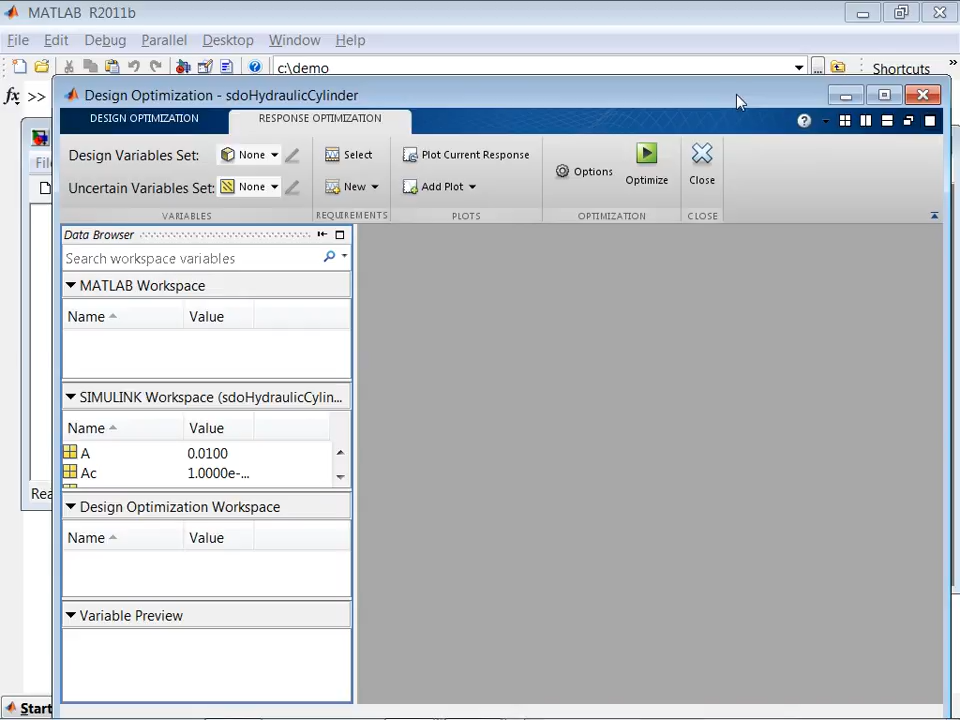 MATLAB R2011b
File Edit Debug Parallel Desktop Window Help
c:\demo ... Shortcuts »
fx >>
Design Optimization - sdoHydraulicCylinder
DESIGN OPTIMIZATION RESPONSE OPTIMIZATION
Design Variables Set: None Select Plot Current Response
Uncertain Variables Set: None New Add Plot Options Optimize Close
VARIABLES REQUIREMENTS PLOTS OPTIMIZATION CLOSE
Data Browser
Search workspace variables
MATLAB Workspace
Name Value
SIMULINK Workspace (sdoHydraulicCylin...
Name Value
A 0.0100
Ac 1.0000e-...
Design Optimization Workspace
Name Value
Variable Preview
Start